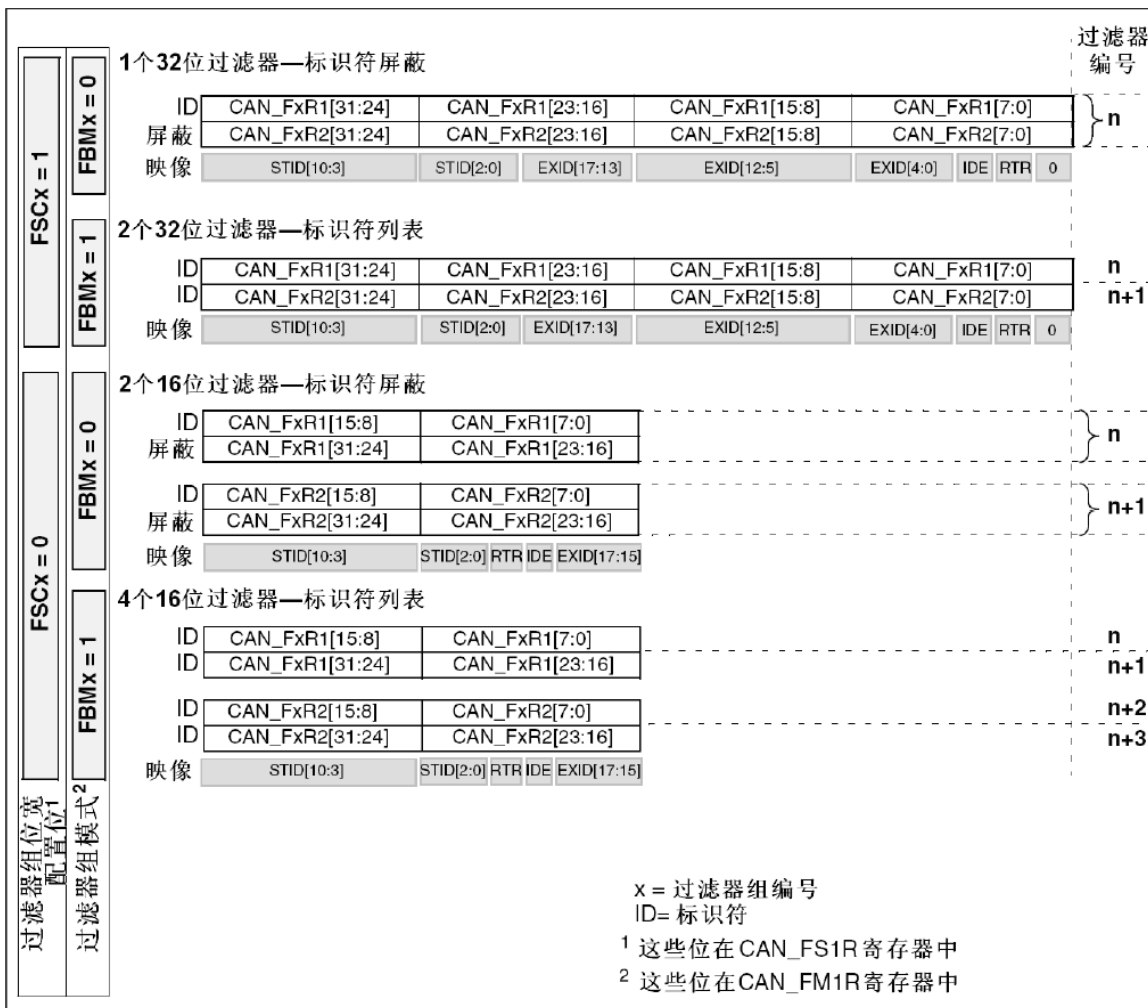 过滤器
编号
1个32位过滤器—标识符屏蔽
ID CAN_FxR1[31:24] CAN_FxR1[23:16] CAN_FxR1[15:8] CAN_FxR1[7:0] n
屏蔽 CAN_FxR2[31:24] CAN_FxR2[23:16] CAN_FxR2[15:8] CAN_FxR2[7:0]
映像 STID[10:3] STID[2:0] EXID[17:13] EXID[12:5] EXID[4:0] IDE RTR 0
FSCx = 1
FBMx = 0
2个32位过滤器—标识符列表
ID CAN_FxR1[31:24] CAN_FxR1[23:16] CAN_FxR1[15:8] CAN_FxR1[7:0] n
ID CAN_FxR2[31:24] CAN_FxR2[23:16] CAN_FxR2[15:8] CAN_FxR2[7:0] n+1
映像 STID[10:3] STID[2:0] EXID[17:13] EXID[12:5] EXID[4:0] IDE RTR 0
FBMx = 1
2个16位过滤器—标识符屏蔽
ID CAN_FxR1[15:8] CAN_FxR1[7:0] n
屏蔽 CAN_FxR1[31:24] CAN_FxR1[23:16]
ID CAN_FxR2[15:8] CAN_FxR2[7:0] n+1
屏蔽 CAN_FxR2[31:24] CAN_FxR2[23:16]
映像 STID[10:3] STID[2:0] RTR IDE EXID[17:15]
FSCx = 0
FBMx = 0
4个16位过滤器—标识符列表
ID CAN_FxR1[15:8] CAN_FxR1[7:0] n
ID CAN_FxR1[31:24] CAN_FxR1[23:16] n+1
ID CAN_FxR2[15:8] CAN_FxR2[7:0] n+2
ID CAN_FxR2[31:24] CAN_FxR2[23:16] n+3
映像 STID[10:3] STID[2:0] RTR IDE EXID[17:15]
FBMx = 1
过滤器组位宽
配置位1
过滤器组模式2
x = 过滤器组编号
ID= 标识符
1 这些位在CAN_FS1R寄存器中
2 这些位在CAN_FM1R寄存器中